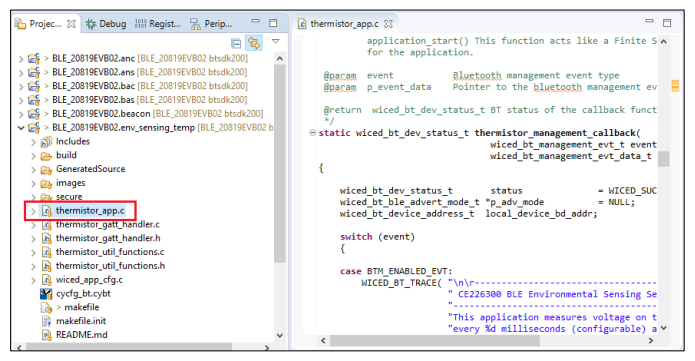 Projec...
Debug
Regist...
Perip...
> BLE_20819EVB02.anc [BLE_20819EVB02 btsdk200]
> BLE_20819EVB02.ans [BLE_20819EVB02 btsdk200]
> BLE_20819EVB02.bac [BLE_20819EVB02 btsdk200]
> BLE_20819EVB02.bas [BLE_20819EVB02 btsdk200]
> BLE_20819EVB02.beacon [BLE_20819EVB02 btsdk200]
> BLE_20819EVB02.env_sensing_temp [BLE_20819EVB02 b
Includes
> build
> GeneratedSource
> images
> secure
thermistor_app.c
thermistor_gatt_handler.c
thermistor_gatt_handler.h
thermistor_util_functions.c
thermistor_util_functions.h
wiced_app_cfg.c
cycfg_bt.cybt
> makefile
makefile.init
README.md
thermistor_app.c
application_start() This function acts like a Finite S
for the application.
@param event Bluetooth management event type
@param p_event_data Pointer to the bluetooth management ev
@return wiced_bt_dev_status_t BT status of the callback funct
*/
static wiced_bt_dev_status_t thermistor_management_callback(
wiced_bt_management_evt_t event
wiced_bt_management_evt_data_t
{
wiced_bt_dev_status_t status = WICED_SUC
wiced_bt_ble_advert_mode_t *p_adv_mode = NULL;
wiced_bt_device_address_t local_device_bd_addr;
switch (event)
{
case BTM_ENABLED_EVT:
WICED_BT_TRACE( "\n\r------------------------------------
" CE226300 BLE Environmental Sensing Se
"----------------------------------------
"This application measures voltage on t
"every %d milliseconds (configurable) a